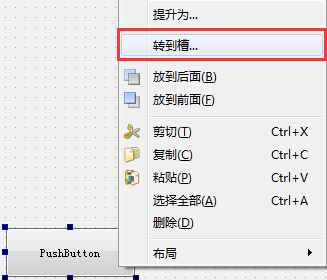 提升为...
转到槽...
放到后面(B)
放到前面(F)
剪切(T) Ctrl+X
复制(C) Ctrl+C
粘贴(P) Ctrl+V
选择全部(A) Ctrl+A
删除(D)
布局
PushButton